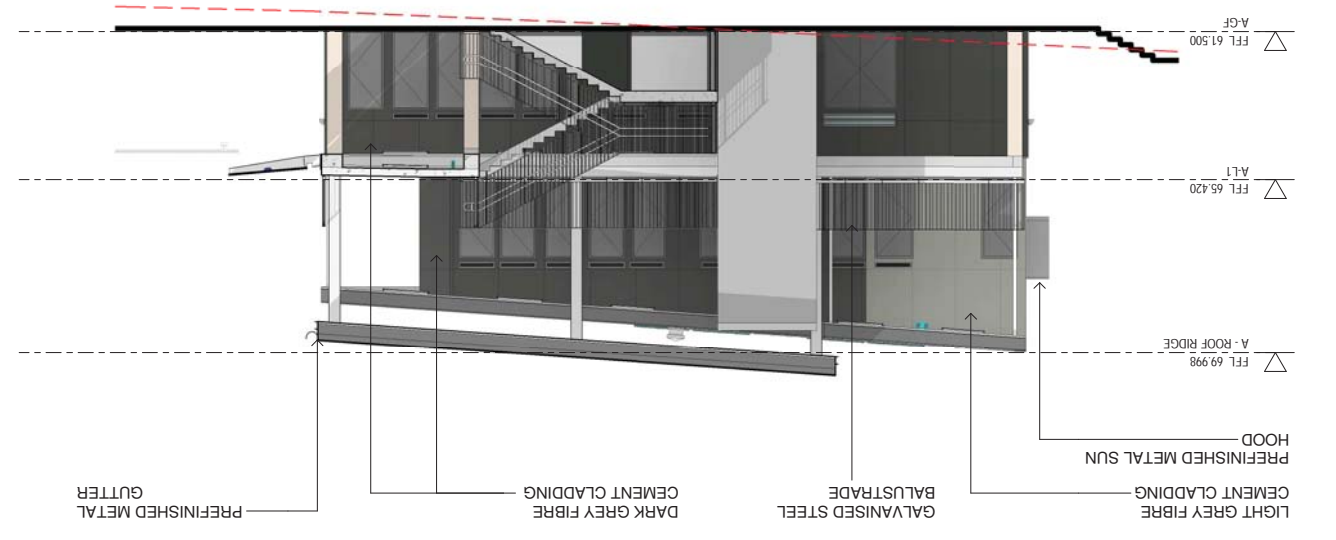 LIGHT GREY FIBRE
CEMENT CLADDING
GALVANISED STEEL
BALUSTRADE
DARK GREY FIBRE
CEMENT CLADDING
PREFINISHED METAL
GUTTER
PREFINISHED METAL SUN
HOOD
FFL 69.998
A - ROOF RIDGE
FFL 65.420
A-L1
FFL 61.500
A-GF